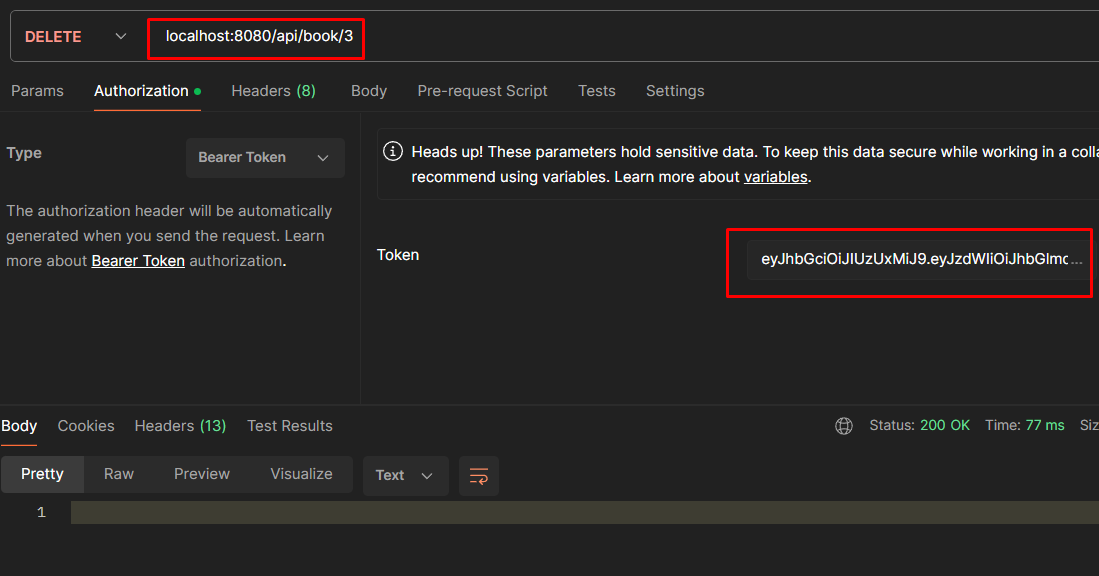 DELETE localhost:8080/api/book/3
Params Authorization Headers (8) Body Pre-request Script Tests Settings
Type Bearer Token
The authorization header will be automatically
generated when you send the request. Learn
more about Bearer Token authorization.
Heads up! These parameters hold sensitive data. To keep this data secure while working in a
recommend using variables. Learn more about variables.
Token
Body Cookies Headers (13) Test Results Status: 200 OK Time: 77 ms
Pretty Raw Preview Visualize Text
1